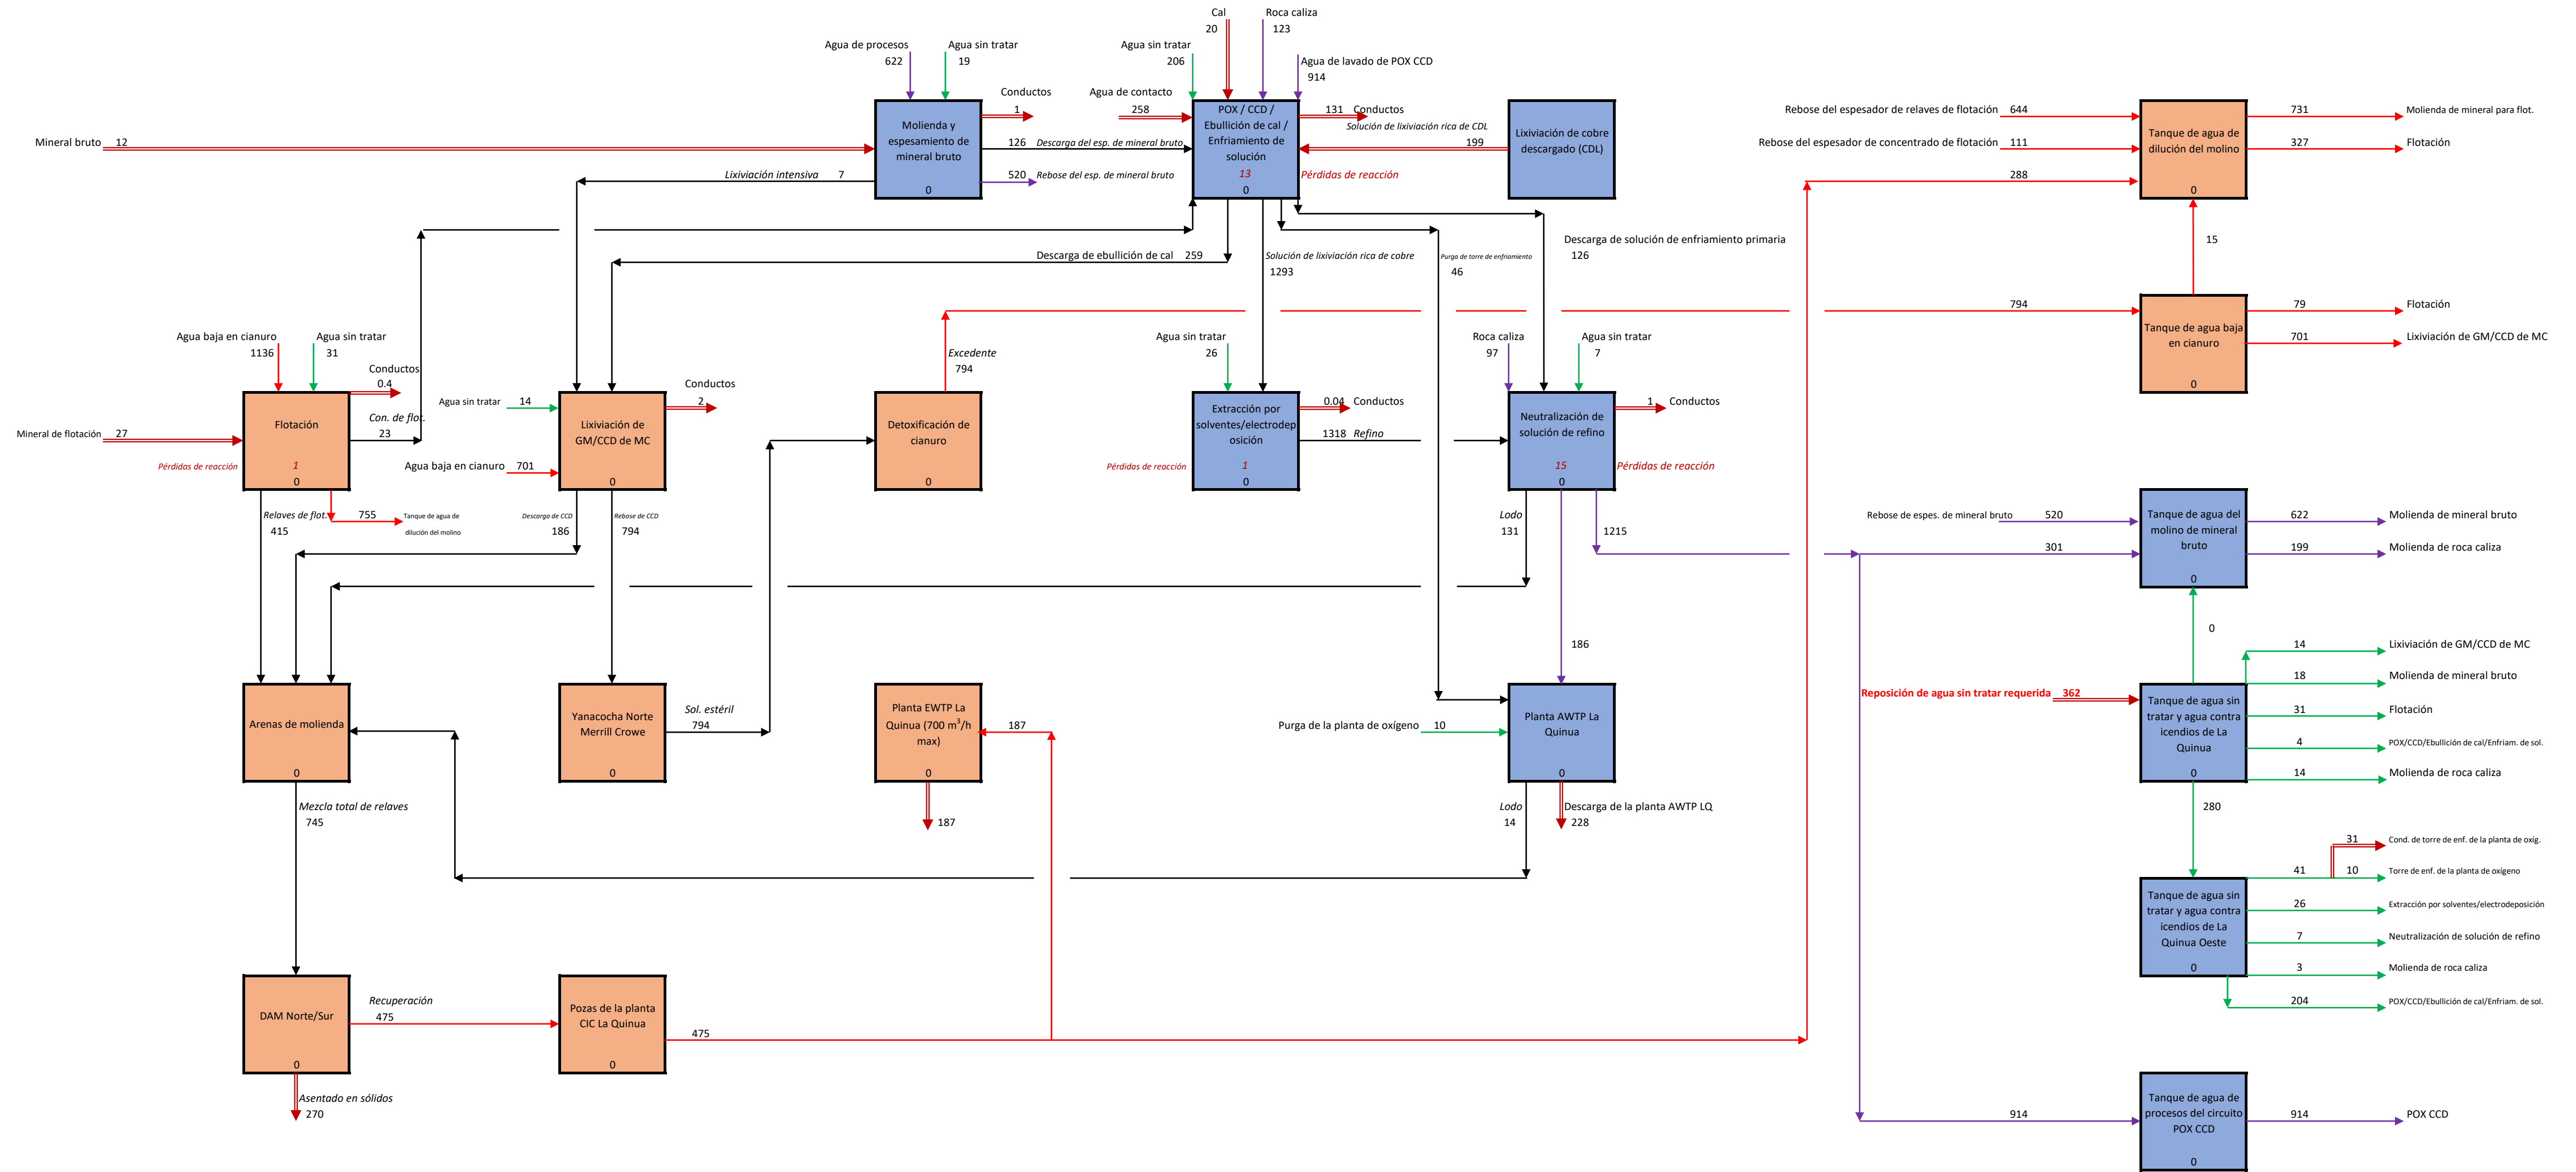 Cal
20
Roca caliza
123
Agua de procesos
622
Agua sin tratar
19
Agua sin tratar
206
Agua de lavado de POX CCD
914
Conductos
1
Agua de contacto
258
Mineral bruto
12
Molienda y
espesamiento de
mineral bruto
0
126
Descarga del esp. de mineral bruto
520
Rebose del esp. de mineral bruto
Lixiviación intensiva
7
POX / CCD /
Ebullición de cal /
Enfriamiento de
solución
13
0
131
Conductos
Solución de lixiviación rica de CDL
199
Pérdidas de reacción
Lixiviación de cobre
descargado (CDL)
Rebose del espesador de relaves de flotación
644
Rebose del espesador de concentrado de flotación
111
288
Tanque de agua de
dilución del molino
0
731
Molienda de mineral para flot.
327
Flotación
15
Descarga de ebullición de cal
259
Solución de lixiviación rica de cobre
1293
Purga de torre de enfriamiento
46
Descarga de solución de enfriamiento primaria
126
794
Tanque de agua baja
en cianuro
0
79
Flotación
701
Lixiviación de GM/CCD de MC
Agua baja en cianuro
1136
Agua sin tratar
31
Conductos
0.4
Mineral de flotación
27
Flotación
1
0
Pérdidas de reacción
Con. de flot.
23
Relaves de flot.
415
755
Tanque de agua de
dilución del molino
Agua sin tratar
14
Agua baja en cianuro
701
Lixiviación de
GM/CCD de MC
0
Conductos
2
Descarga de CCD
186
Rebose de CCD
794
Excedente
794
Detoxificación de
cianuro
0
Agua sin tratar
26
Extracción por
solventes/electrodep
osición
1
0
Pérdidas de reacción
0.04
Conductos
1318
Refino
Roca caliza
97
Agua sin tratar
7
Neutralización de
solución de refino
15
0
1
Conductos
Pérdidas de reacción
Lodo
131
1215
186
Rebose de espes. de mineral bruto
520
301
Tanque de agua del
molino de mineral
bruto
0
622
Molienda de mineral bruto
199
Molienda de roca caliza
0
Arenas de molienda
0
Yanacocha Norte
Merrill Crowe
0
Sol. estéril
794
Planta EWTP La
Quinua (700 m³/h
max)
0
187
187
Purga de la planta de oxígeno
10
Planta AWTP La
Quinua
0
Lodo
14
Descarga de la planta AWTP LQ
228
Reposición de agua sin tratar requerida
362
Tanque de agua sin
tratar y agua contra
icendios de La
Quinua
0
14
Lixiviación de GM/CCD de MC
18
Molienda de mineral bruto
31
Flotación
4
POX/CCD/Ebullición de cal/Enfriam. de sol.
14
Molienda de roca caliza
280
Mezcla total de relaves
745
Tanque de agua sin
tratar y agua contra
icendios de La
Quinua Oeste
0
31
Cond. de torre de enf. de la planta de oxíg.
41
10
Torre de enf. de la planta de oxigeno
26
Extracción por solventes/electrodeposición
7
Neutralización de solución de refino
3
Molienda de roca caliza
204
POX/CCD/Ebullición de cal/Enfriam. de sol.
DAM Norte/Sur
0
Recuperación
475
Pozas de la planta
CIC La Quinua
0
475
Asentado en sólidos
270
914
Tanque de agua de
procesos del circuito
POX CCD
0
914
POX CCD